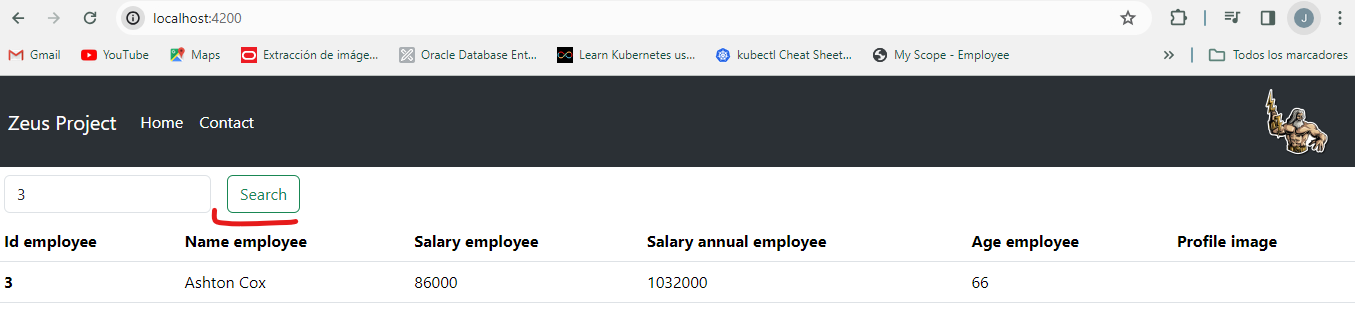 localhost:4200
J
Gmail YouTube Maps Extracción de imáge... Oracle Database Ent... Learn Kubernetes us... kubectl Cheat Sheet... My Scope - Employee » Todos los marcadores
Zeus Project Home Contact
3 Search
Id employee Name employee Salary employee Salary annual employee Age employee Profile image
3 Ashton Cox 86000 1032000 66